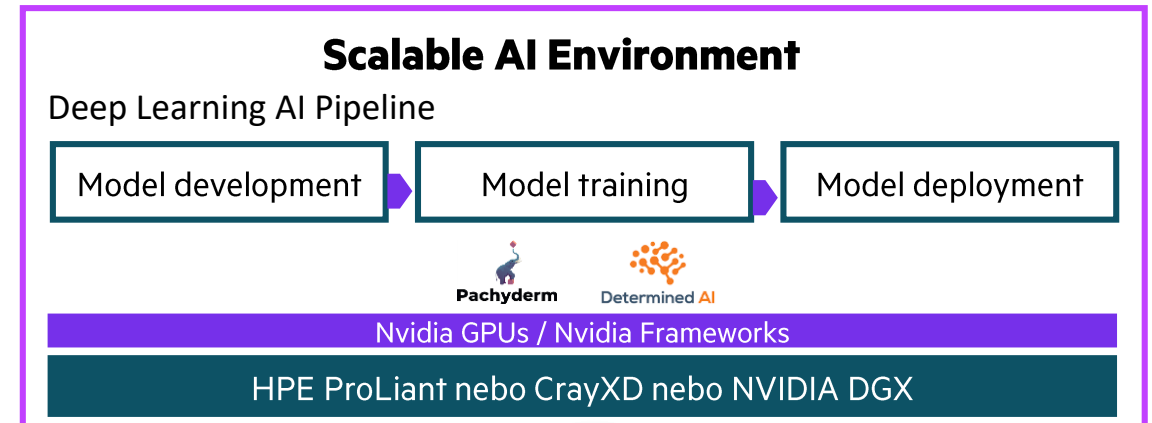 Scalable AI Environment
Deep Learning AI Pipeline
Model development
Model training
Model deployment
Pachyderm
Determined AI
Nvidia GPUs / Nvidia Frameworks
HPE ProLiant nebo CrayXD nebo NVIDIA DGX